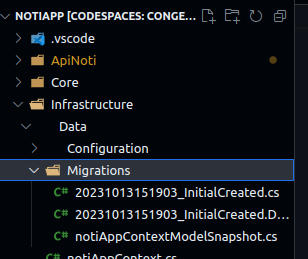 NOTIAPP [CODESPACES: CONGE...
.vscode
ApiNoti
Core
Infrastructure
Data
Configuration
Migrations
C# 20231013151903_InitialCreated.cs
C# 20231013151903_InitialCreated.D...
C# notiAppContextModelSnapshot.cs
notiAppContext.cs